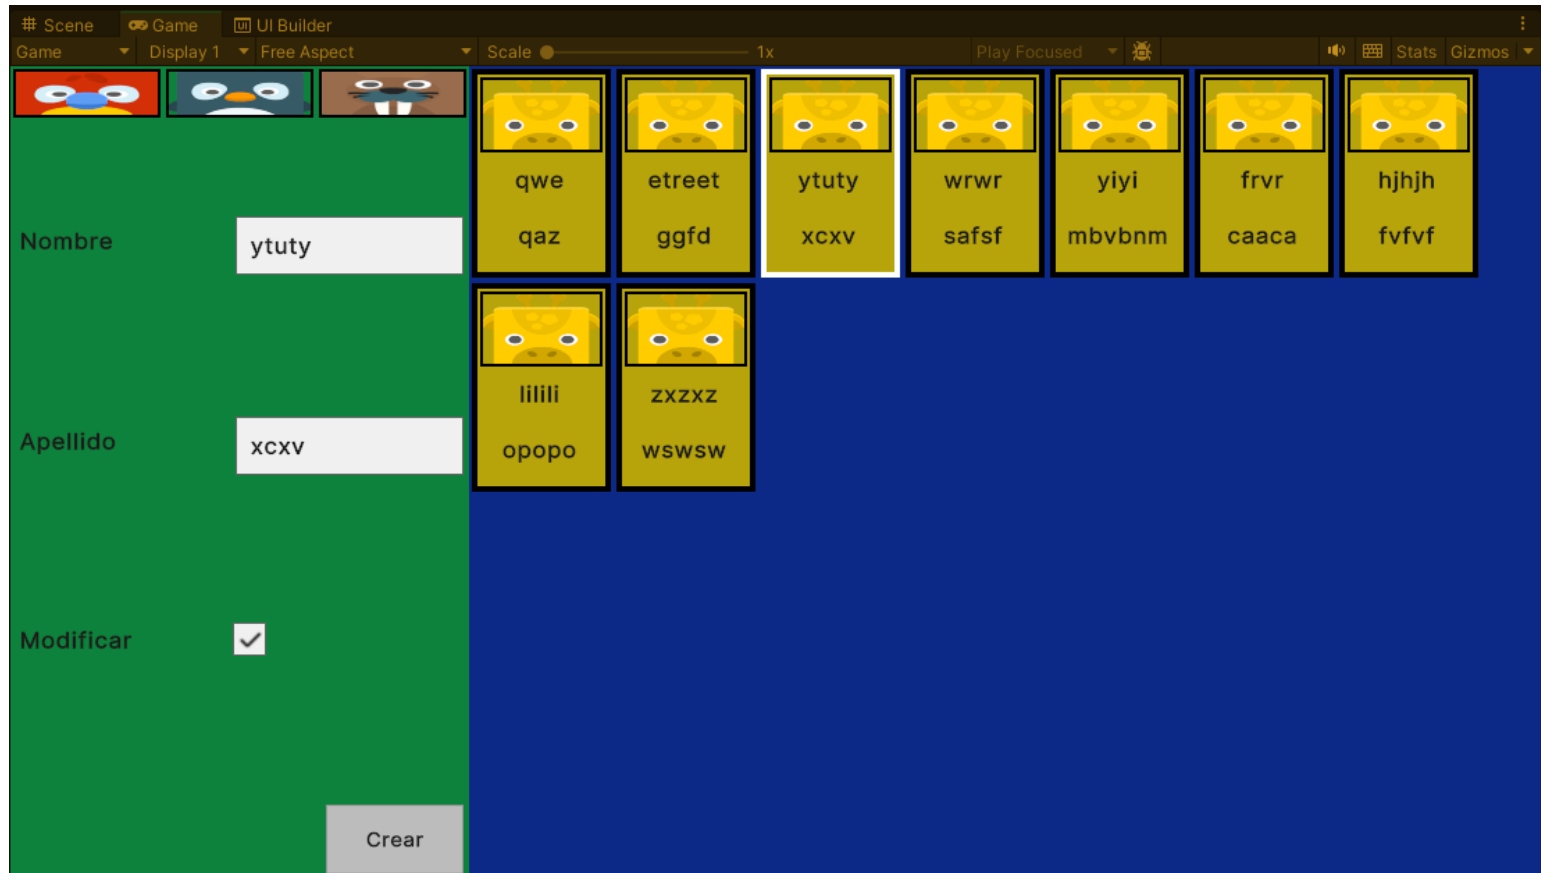 Scene Game UI Builder
Game Display 1 Free Aspect Scale 1x Play Focused Stats Gizmos
Nombre ytuty
Apellido xcxv
Modificar
Crear
qwe etreet ytuty wrwr yiyi frvr hjhjh
qaz ggfd xcxv safsf mbvbnm caaca fvfvf
lilili zxzxz
opopo wswsw